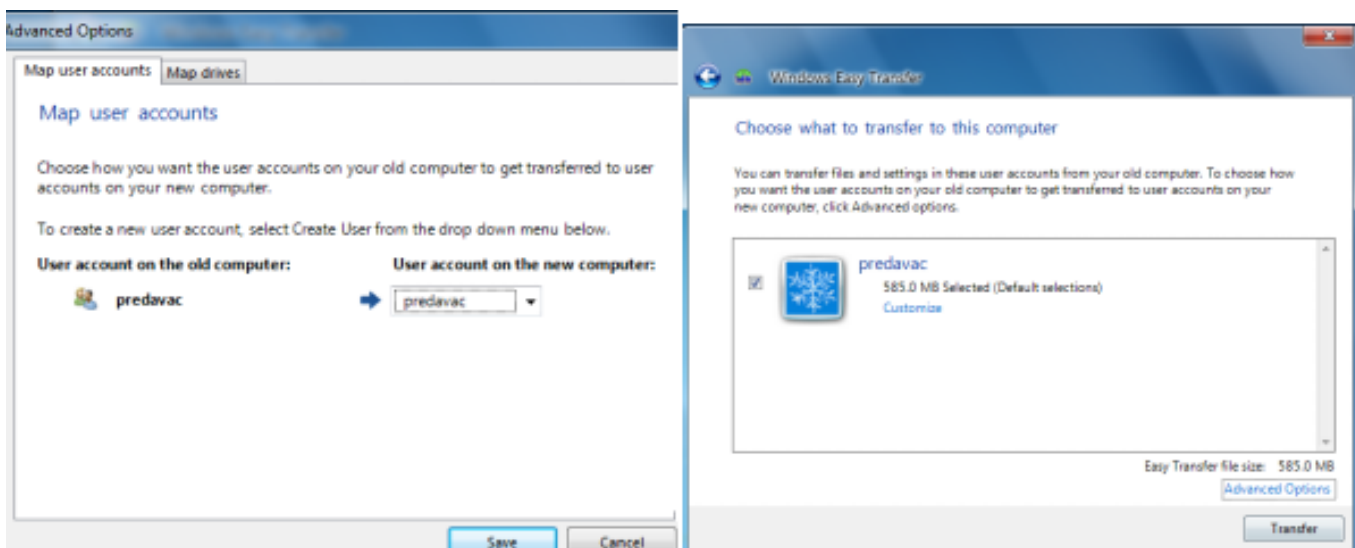 Advanced Options
Map user accounts
Map drives
Map user accounts
Choose how you want the user accounts on your old computer to get transferred to user
accounts on your new computer.
To create a new user account, select Create User from the drop down menu below.
User account on the old computer:
User account on the new computer:
predavac
predavac
Save
Cancel
Windows Easy Transfer
Choose what to transfer to this computer
You can transfer files and settings in these user accounts from your old computer. To choose how
you want the user accounts on your old computer to get transferred to user accounts on your
new computer, click Advanced options.
predavac
585.0 MB Selected (Default selections)
Customize
Easy Transfer file size: 585.0 MB
Advanced Options
Transfer